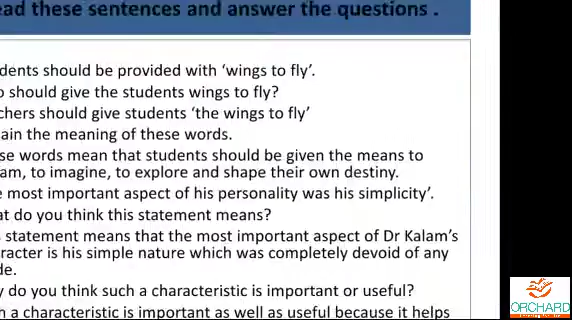 ead these sentences and answer the questions .
dents should be provided with ‘wings to fly’.
o should give the students wings to fly?
chers should give students ‘the wings to fly’
ain the meaning of these words.
se words mean that students should be given the means to
am, to imagine, to explore and shape their own destiny.
e most important aspect of his personality was his simplicity’.
at do you think this statement means?
s statement means that the most important aspect of Dr Kalam’s
racter is his simple nature which was completely devoid of any
de.
y do you think such a characteristic is important or useful?
h a characteristic is important as well as useful because it helps
ORCHARD